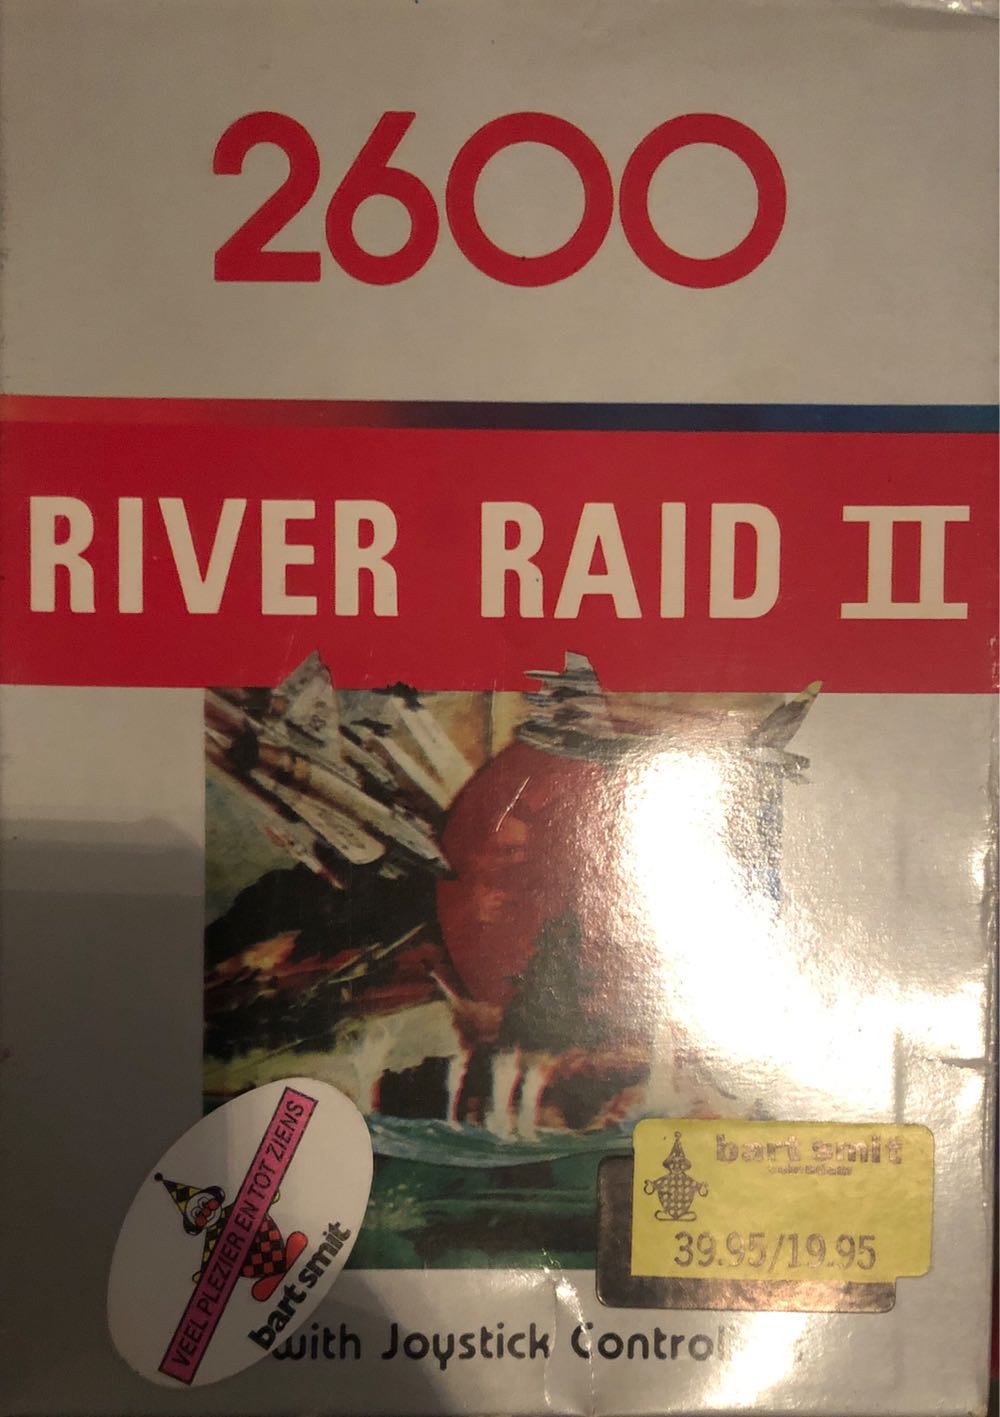 2600
RIVER RAID II
VEEL PLEZIER EN TOT ZIENS
bart smit
bart smit
volendam
39.95/19.95
with Joystick Control